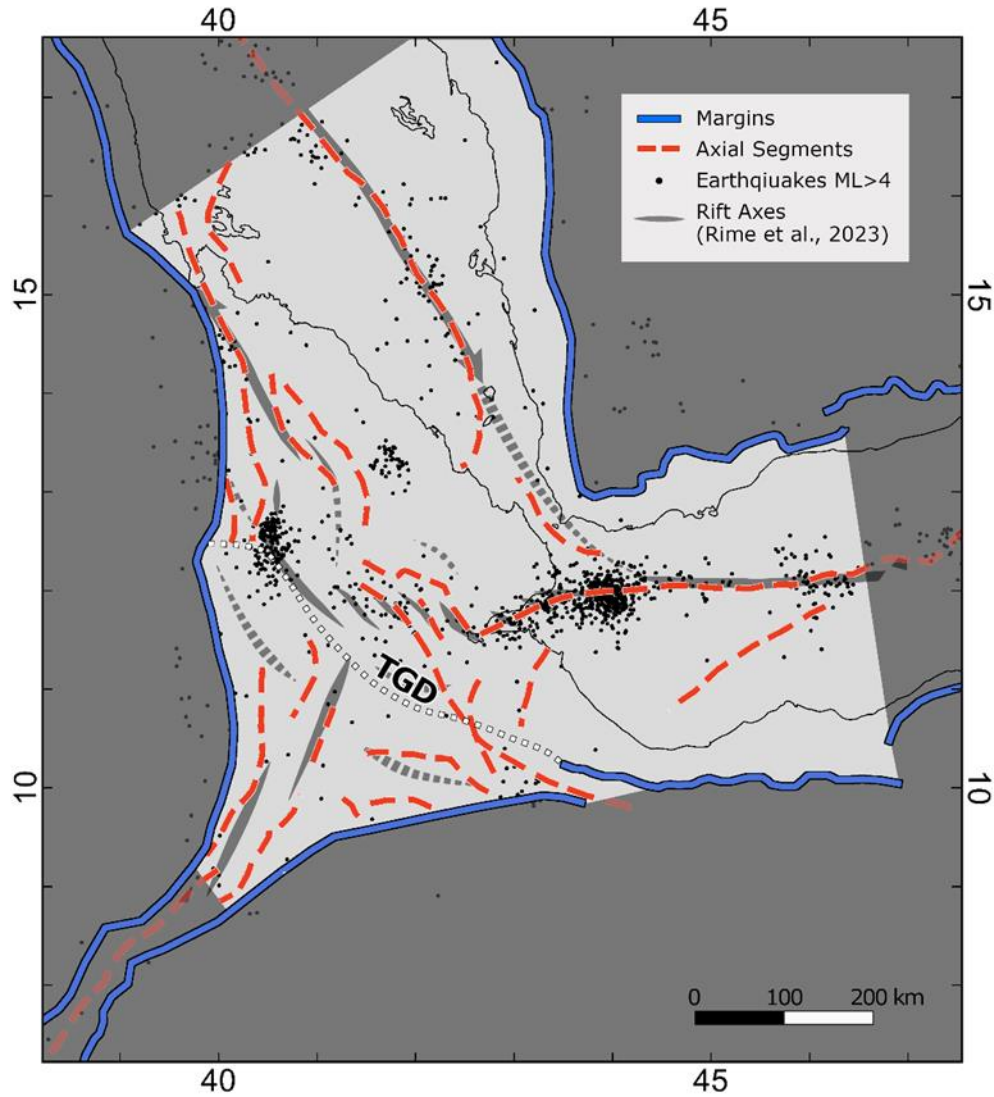 40 45
Margins
Axial Segments
Earthqiuakes ML>4
Rift Axes
(Rime et al., 2023)
15 15
TGD
10 10
0 100 200 km
40 45